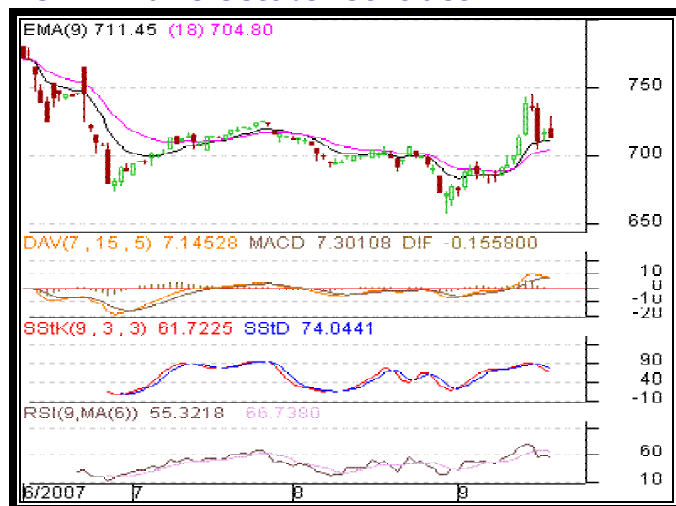 EMA(9) 711.45 (18) 704.80
750
700
650
DAV(7 , 15 , 5) 7.14528 MACD 7.30108 DIF -0.155800
10
0
-10
-20
SStK(9 , 3 , 3) 61.7225 SStD 74.0441
90
40
-10
RSI(9,MA(6)) 55.3218 66.7380
60
10
6/2007 7 8 9